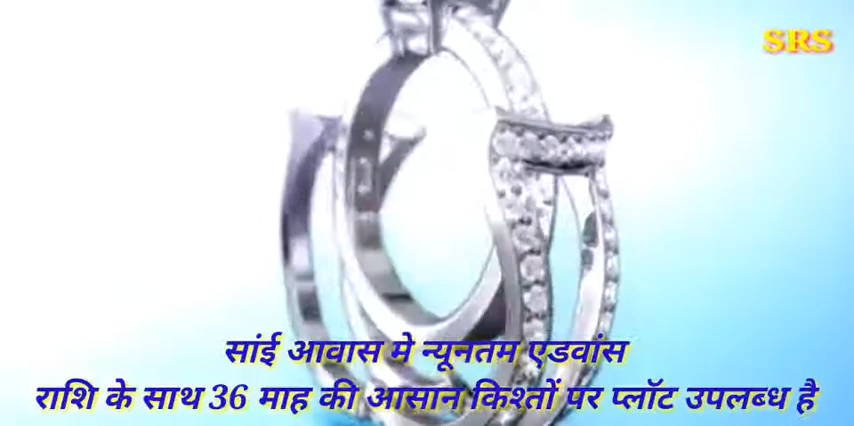 SRS
सांई आवास मे न्यूनतम एडवांस
राशि के साथ 36 माह की आसान किश्तों पर प्लॉट उपलब्ध है